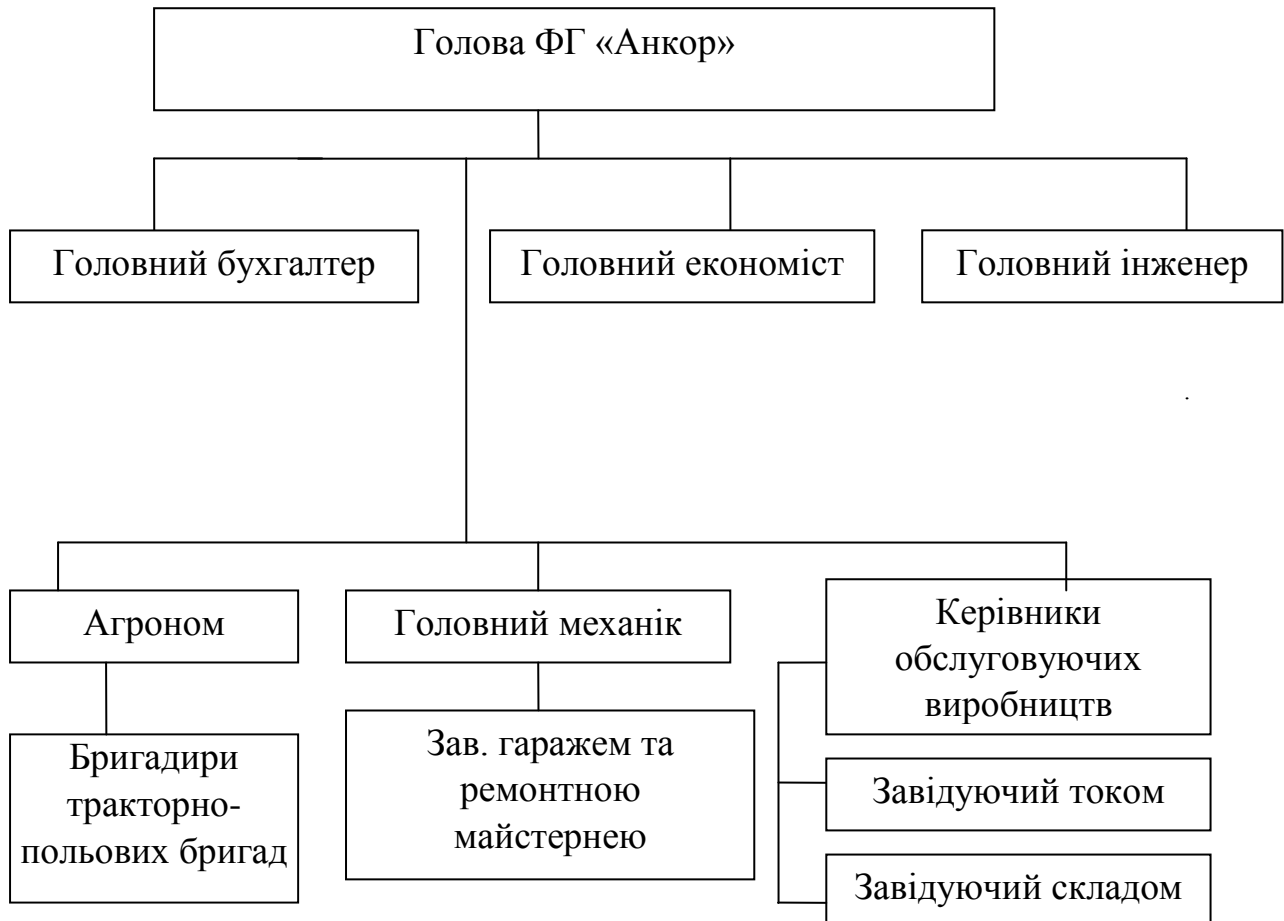 Голова ФГ «Анкор»
Головний бухгалтер
Головний економіст
Головний інженер
Агроном
Головний механік
Керівники
обслуговуючих
виробництв
Бригадири
тракторно-
польових бригад
Зав. гаражем та
ремонтною
майстернею
Завідуючий током
Завідуючий складом